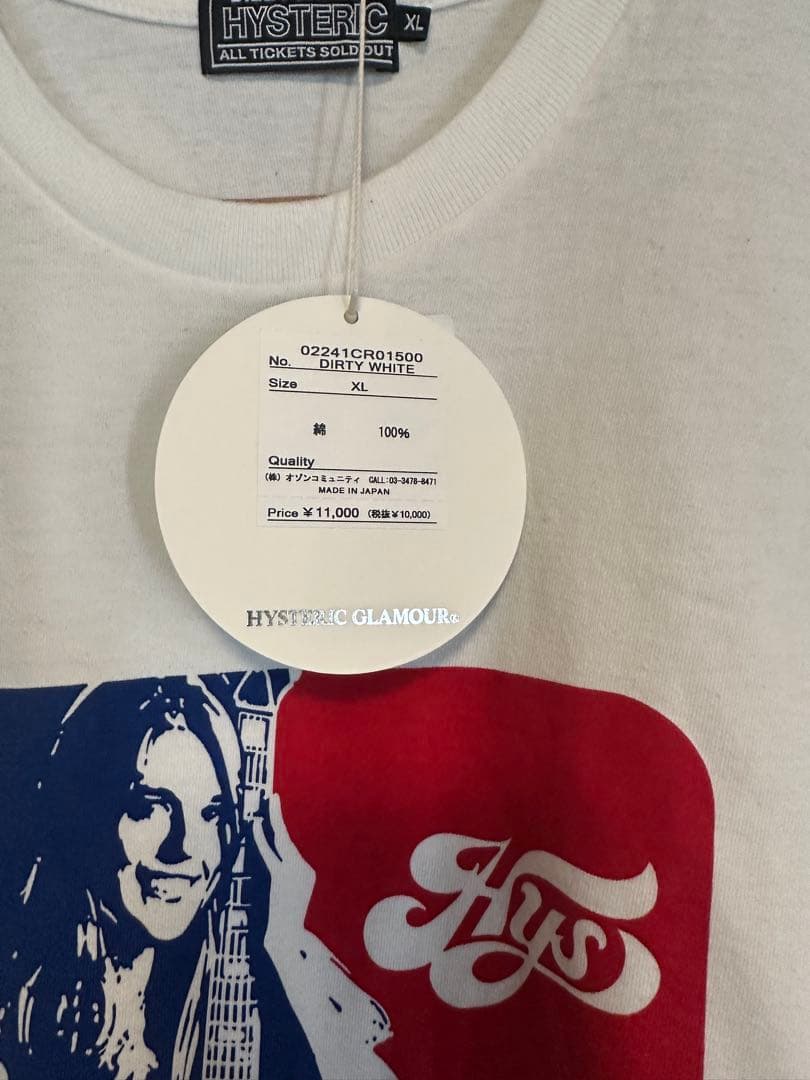 HYSTERIC
XL
ALL TICKETS SOLD OUT
02241CR01500
No. DIRTY WHITE
Size XL
綿 100%
Quality
(株) オゾンコミュニティ CALL:03-3478-8471
MADE IN JAPAN
Price ¥11,000 (税抜¥10,000)
HYSTERIC GLAMOUR®
Hys